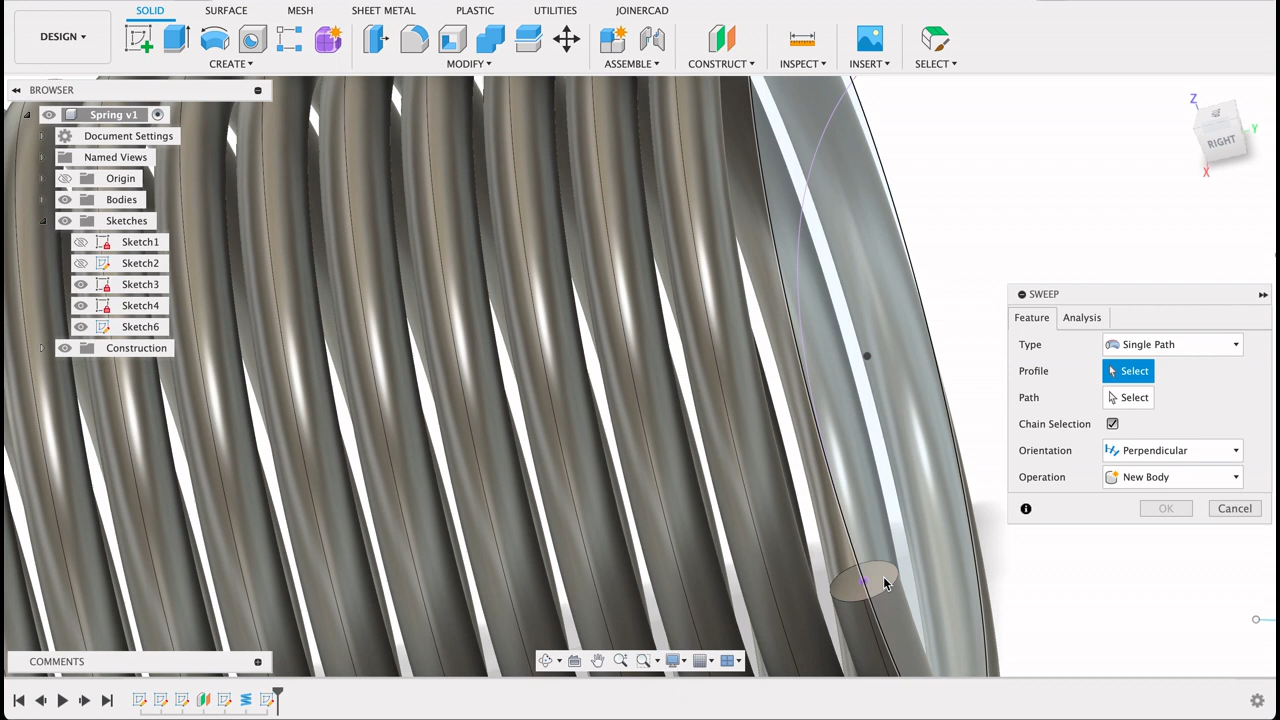 SOLID SURFACE MESH SHEET METAL PLASTIC UTILITIES JOINERCAD
DESIGN
CREATE MODIFY ASSEMBLE CONSTRUCT INSPECT INSERT SELECT
BROWSER
Spring v1
Document Settings
Named Views
Origin
Bodies
Sketches
Sketch1
Sketch2
Sketch3
Sketch4
Sketch6
Construction
Z
Y
RIGHT
X
SWEEP
Feature Analysis
Type Single Path
Profile Select
Path Select
Chain Selection
Orientation Perpendicular
Operation New Body
OK Cancel
COMMENTS